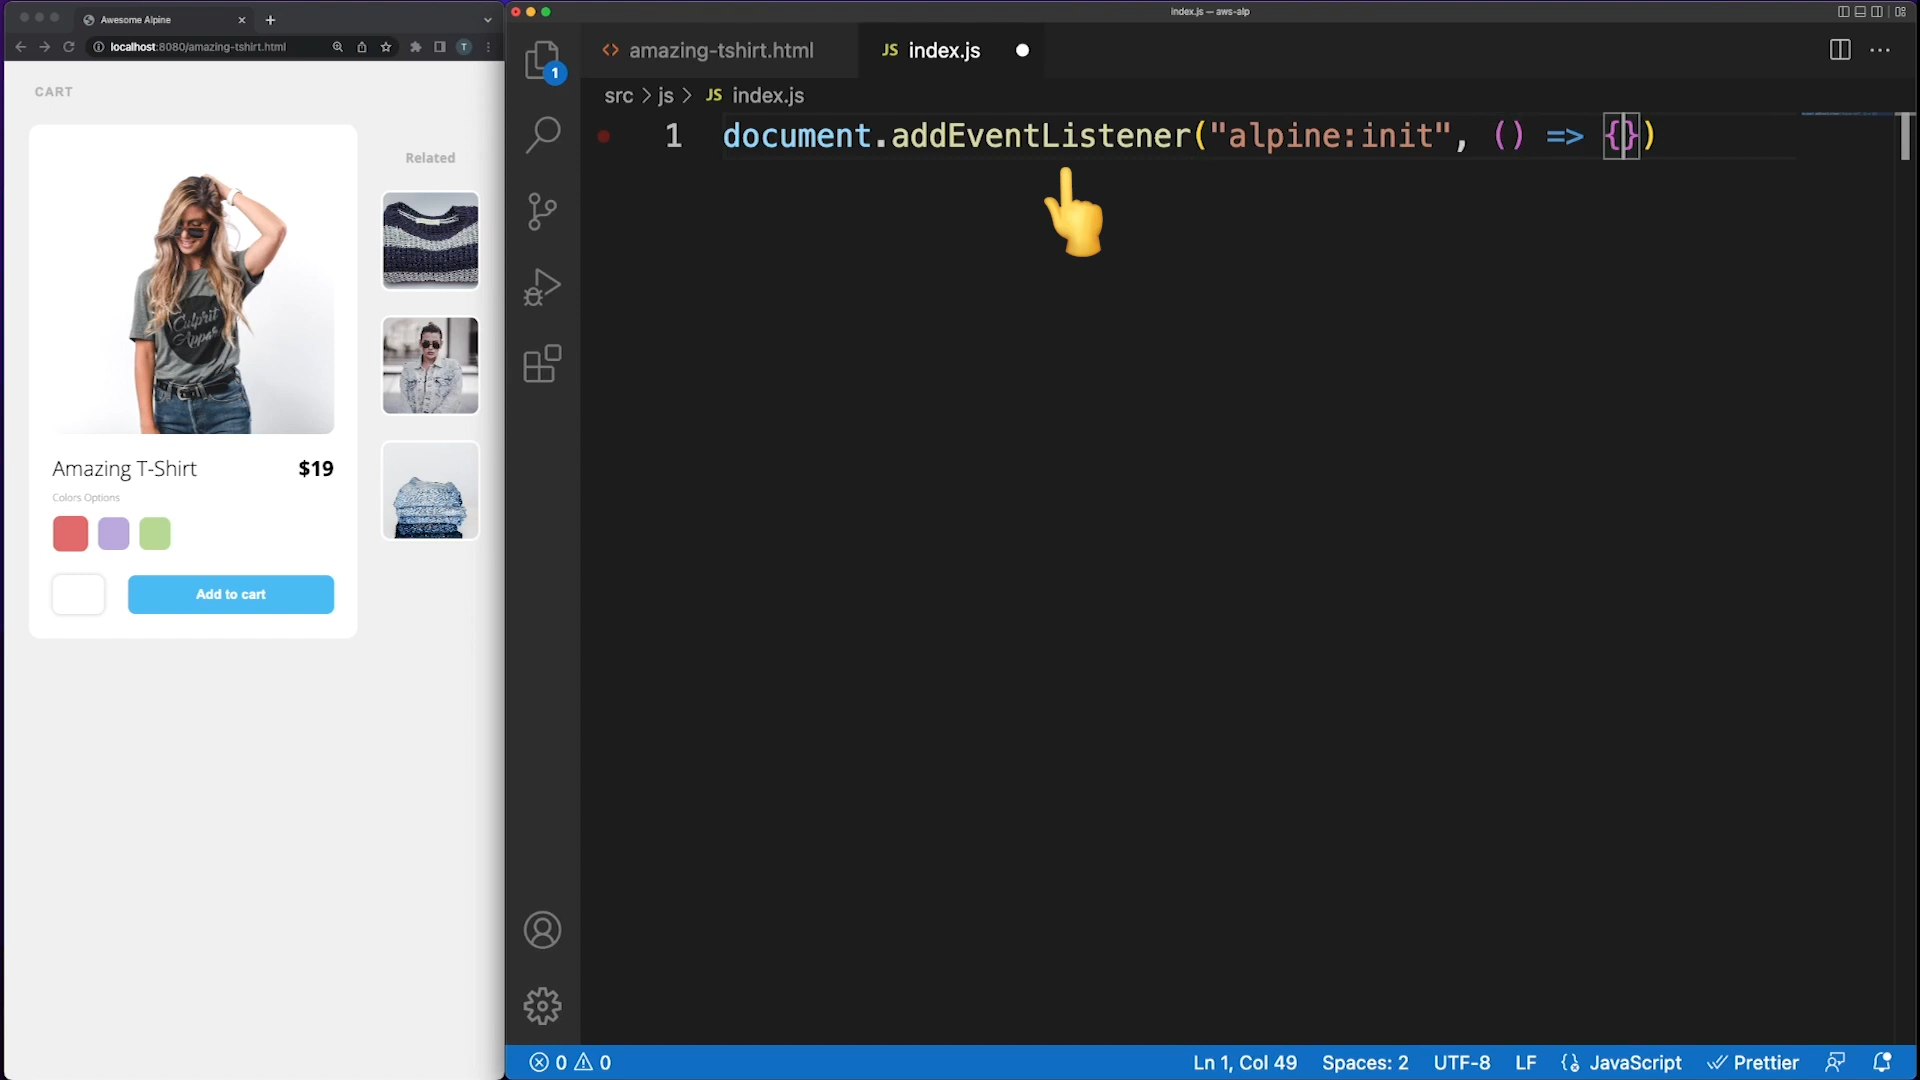 Awesome Alpine
localhost:8080/amazing-tshirt.html
T
CART
Related
Culprit
Amazing T-Shirt
$19
Colors Options
Add to cart
index.js — aws-alp
1
amazing-tshirt.html
JS index.js
src > js > JS index.js
1 document.addEventListener("alpine:init", () => {})
0 0
Ln 1, Col 49
Spaces: 2
UTF-8
LF
JavaScript
Prettier